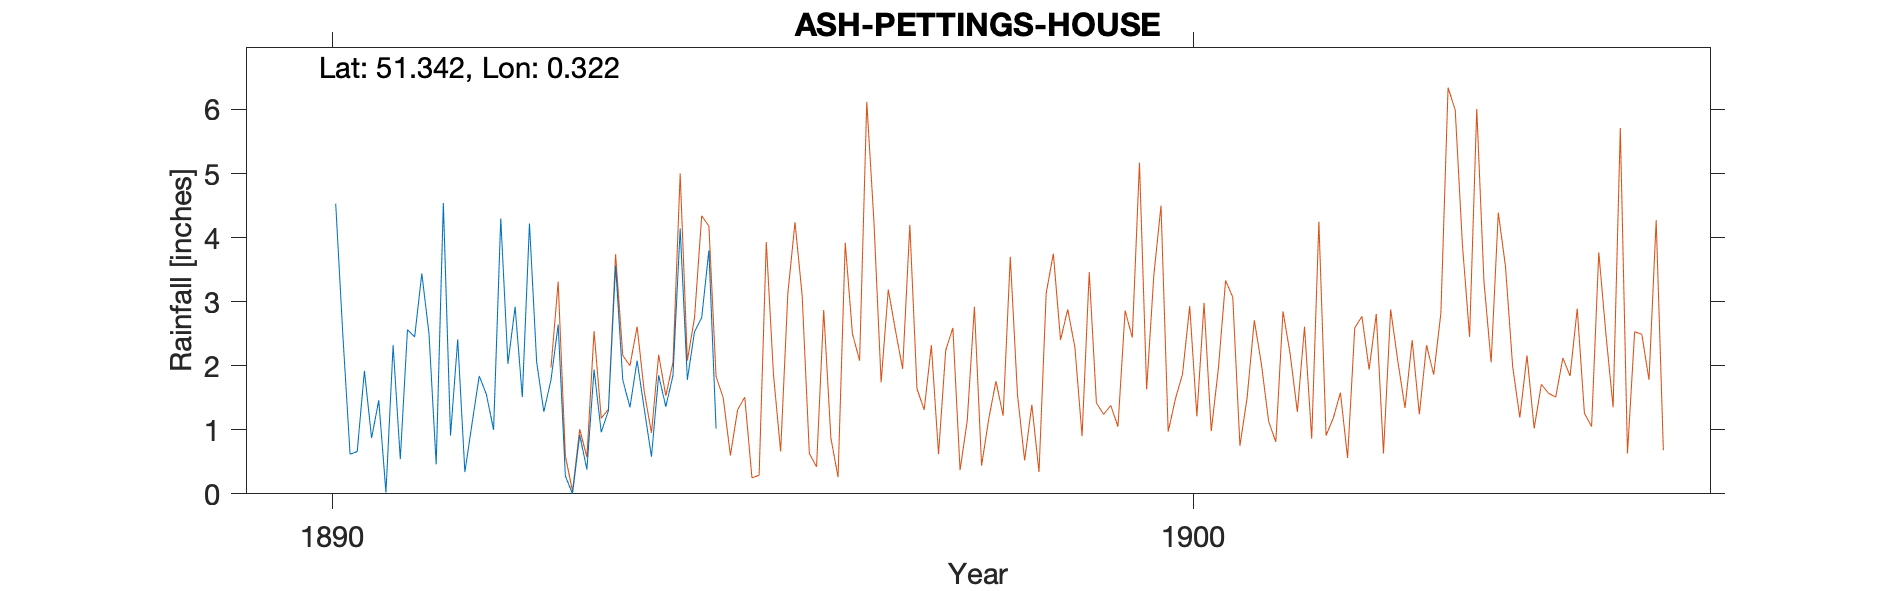 ASH-PETTINGS-HOUSE
Lat: 51.342, Lon: 0.322
6
5
4
3
2
1
0
Rainfall [inches]
1890
1900
Year